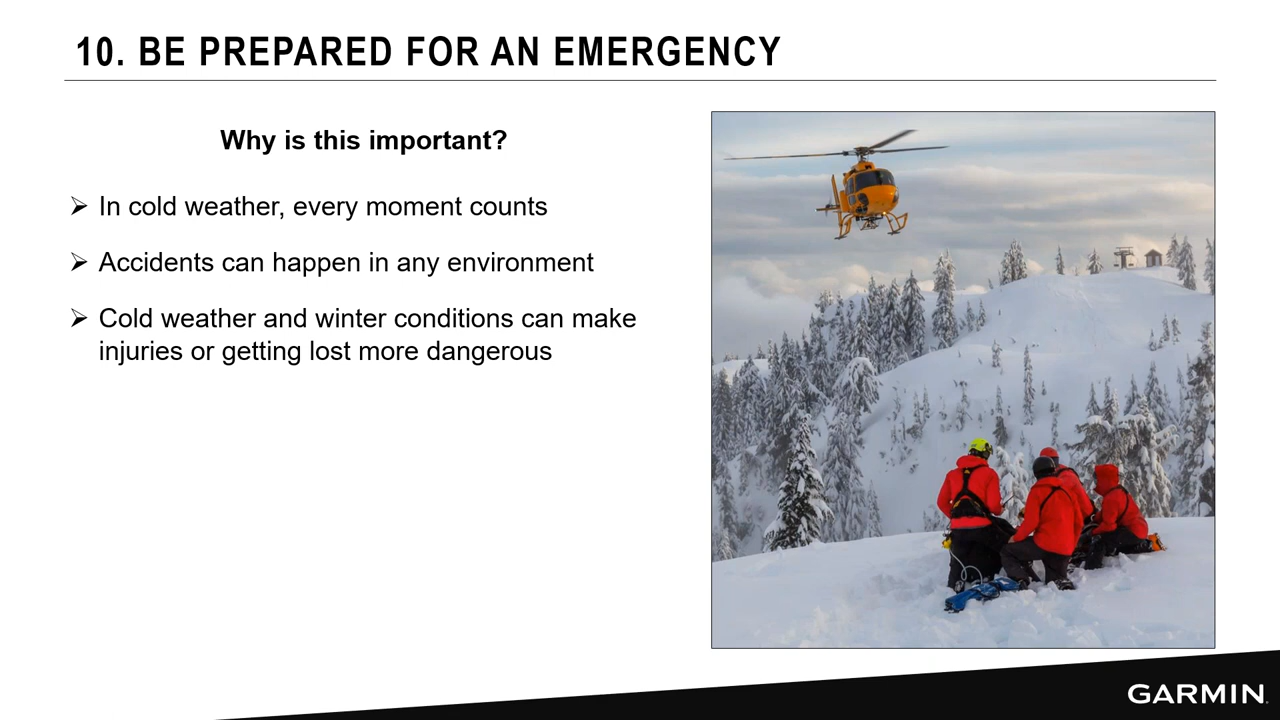 10. BE PREPARED FOR AN EMERGENCY
Why is this important?
➢ In cold weather, every moment counts
➢ Accidents can happen in any environment
➢ Cold weather and winter conditions can make
injuries or getting lost more dangerous
GARMIN